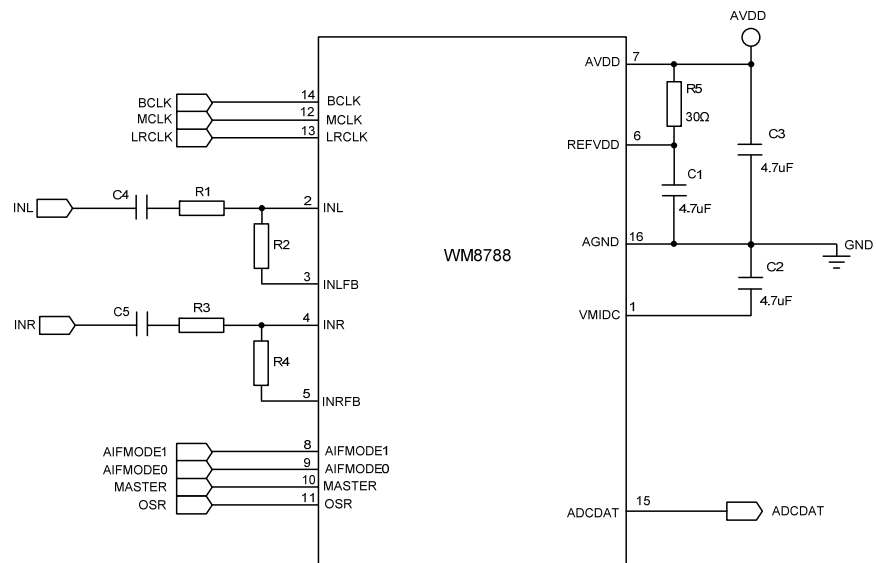 AVDD
AVDD 7
R5
30Ω
REFVDD 6
C1
4.7uF
C3
4.7uF
AGND 16
GND
C2
4.7uF
VMIDC 1
ADCDAT 15 ADCDAT
WM8788
BCLK 14 BCLK
MCLK 12 MCLK
LRCLK 13 LRCLK
INL C4 R1 2 INL
R2
3 INLFB
INR C5 R3 4 INR
R4
5 INRFB
AIFMODE1 8 AIFMODE1
AIFMODE0 9 AIFMODE0
MASTER 10 MASTER
OSR 11 OSR